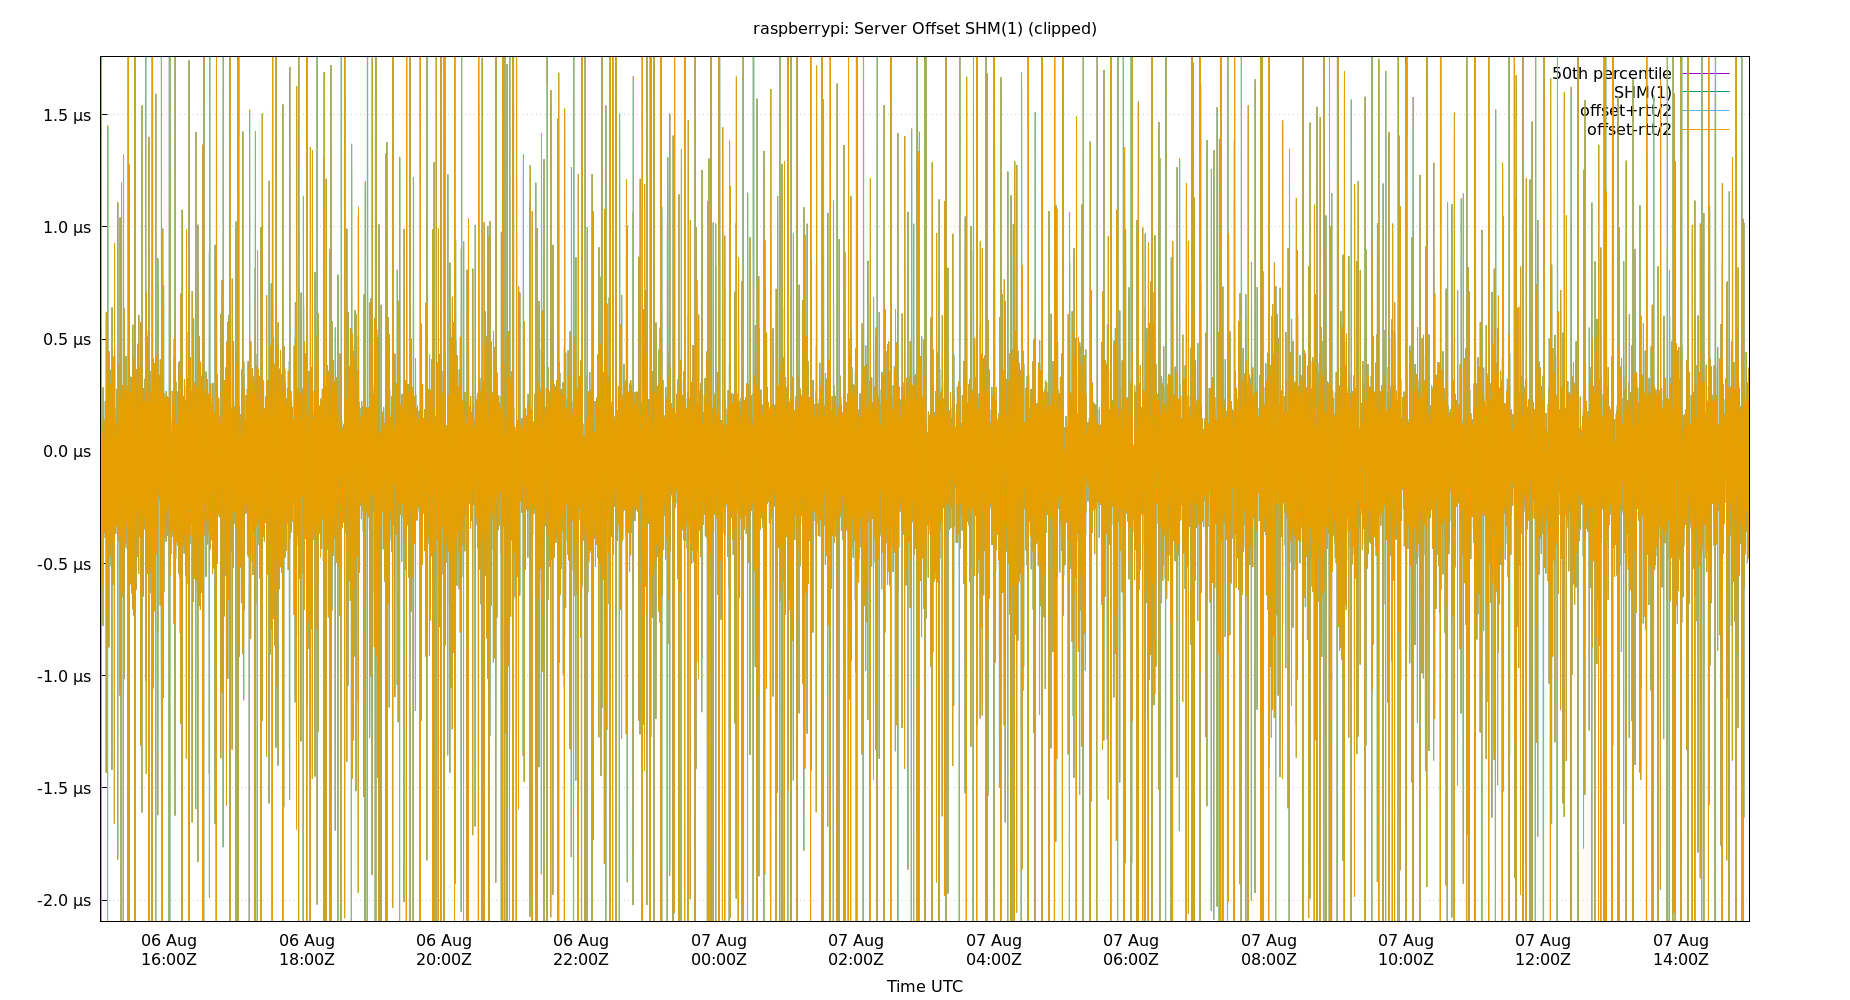 raspberrypi: Server Offset SHM(1) (clipped)
50th percentile
SHM(1)
offset+rtt/2
offset-rtt/2
1.5 µs
1.0 µs
0.5 µs
0.0 µs
-0.5 µs
-1.0 µs
-1.5 µs
-2.0 µs
06 Aug 06 Aug 06 Aug 06 Aug 07 Aug 07 Aug 07 Aug 07 Aug 07 Aug 07 Aug 07 Aug 07 Aug
16:00Z 18:00Z 20:00Z 22:00Z 00:00Z 02:00Z 04:00Z 06:00Z 08:00Z 10:00Z 12:00Z 14:00Z
Time UTC